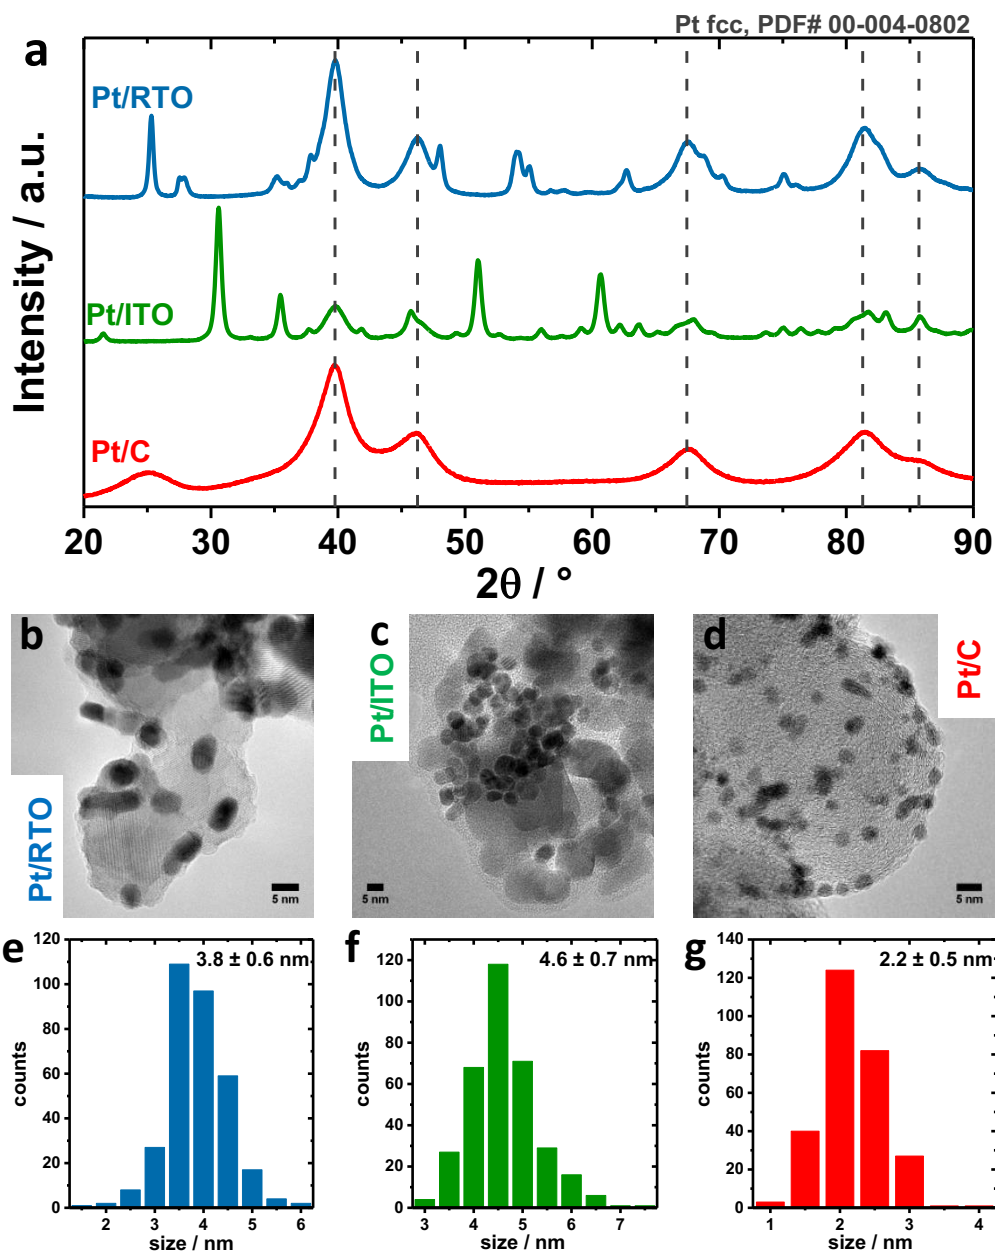 Pt fcc, PDF# 00-004-0802
a
Pt/RTO
Pt/ITO
Pt/C
Intensity / a.u.
20 30 40 50 60 70 80 90
2θ / °
b
Pt/RTO
5 nm
c
Pt/ITO
5 nm
d
Pt/C
5 nm
e
3.8 ± 0.6 nm
counts
120
100
80
60
40
20
0
2 3 4 5 6
size / nm
f
4.6 ± 0.7 nm
counts
120
100
80
60
40
20
0
3 4 5 6 7
size / nm
g
2.2 ± 0.5 nm
counts
140
120
100
80
60
40
20
0
1 2 3 4
size / nm